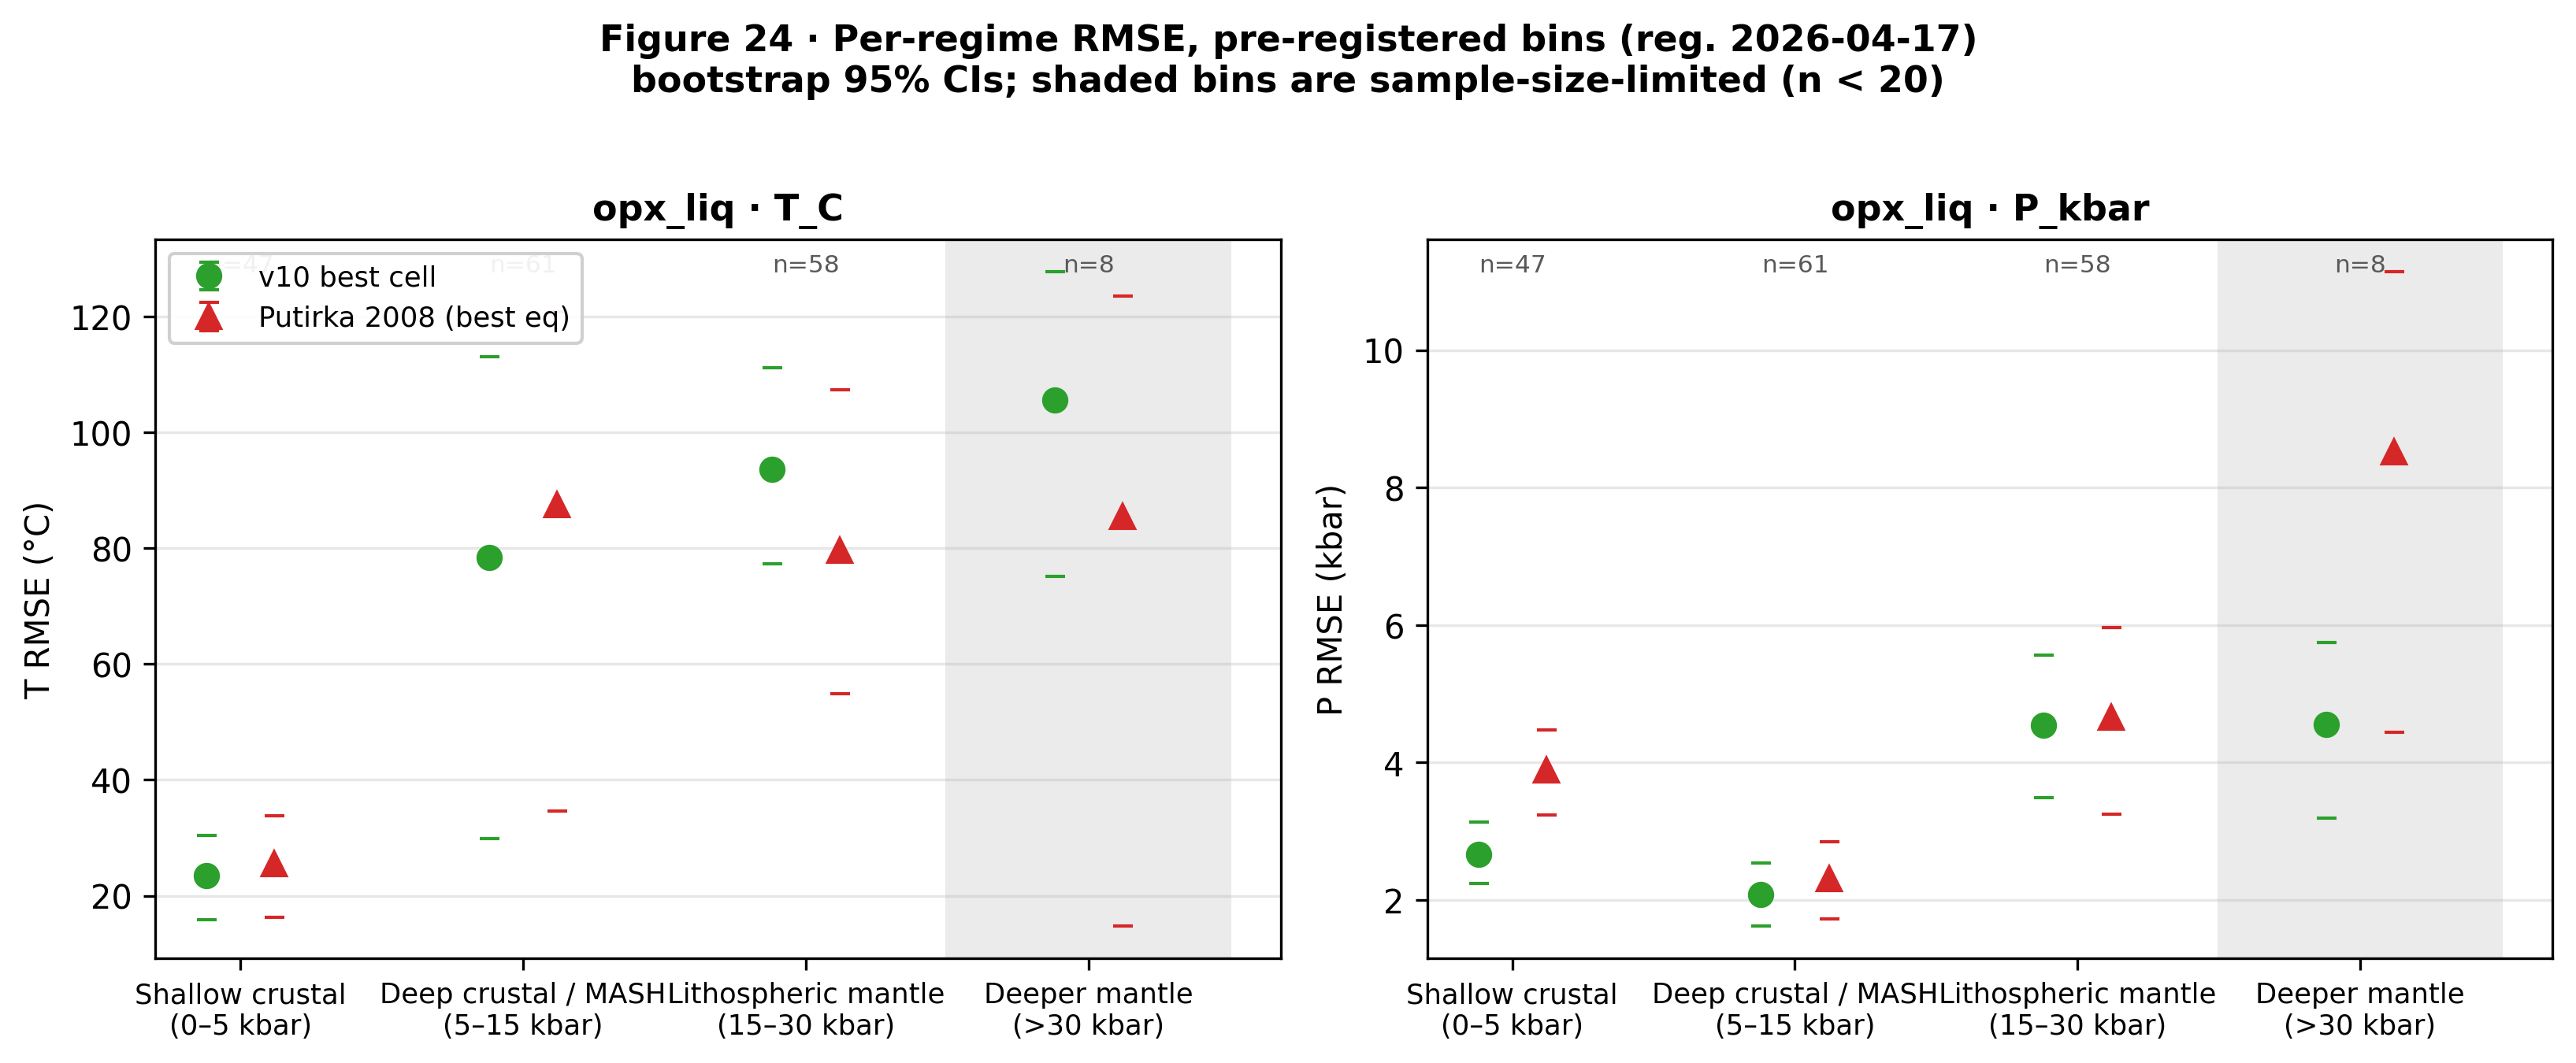 Figure 24 · Per-regime RMSE, pre-registered bins (reg. 2026-04-17)
bootstrap 95% CIs; shaded bins are sample-size-limited (n < 20)
opx_liq · T_C
n=47
n=61
n=58
n=8
v10 best cell
Putirka 2008 (best eq)
T RMSE (°C)
120
100
80
60
40
20
Shallow crustal
(0–5 kbar)
Deep crustal / MASH
(5–15 kbar)
Lithospheric mantle
(15–30 kbar)
Deeper mantle
(>30 kbar)
opx_liq · P_kbar
n=47
n=61
n=58
n=8
P RMSE (kbar)
10
8
6
4
2
Shallow crustal
(0–5 kbar)
Deep crustal / MASH
(5–15 kbar)
Lithospheric mantle
(15–30 kbar)
Deeper mantle
(>30 kbar)